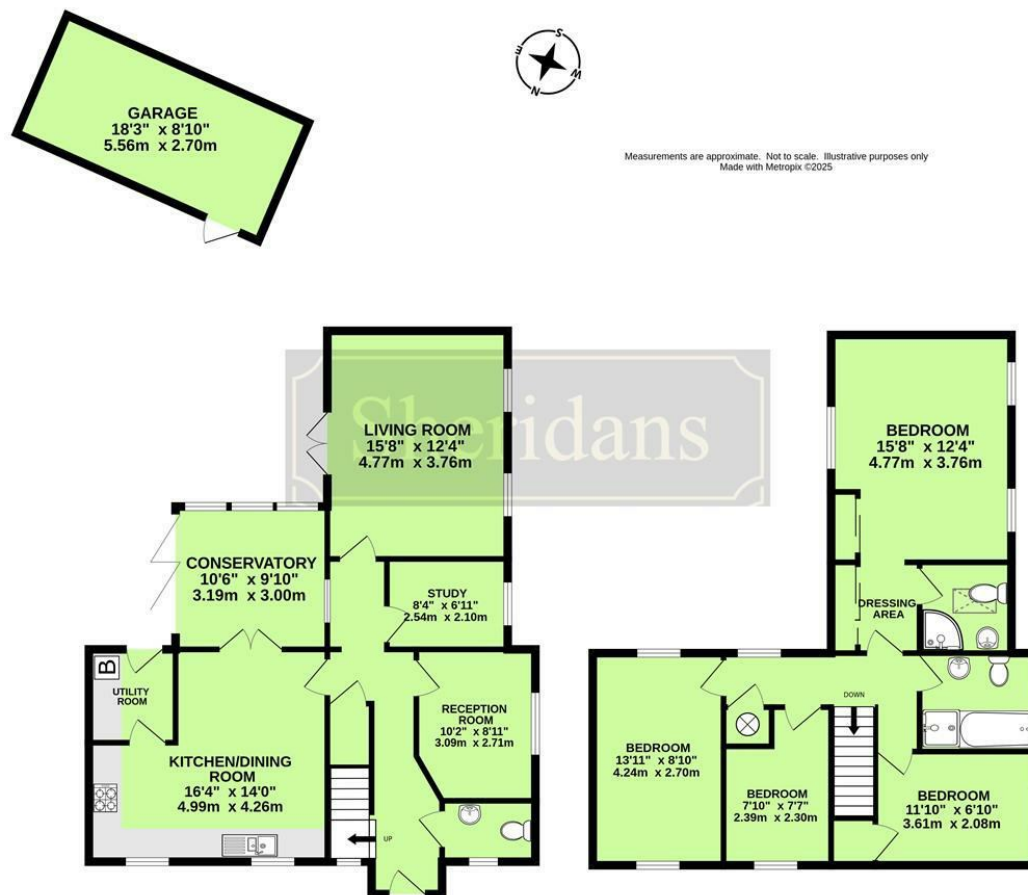 GARAGE
18'3" x 8'10"
5.56m x 2.70m
S
E
W
N
Measurements are approximate. Not to scale. Illustrative purposes only
Made with Metropix ©2025
Sheridans
LIVING ROOM
15'8" x 12'4"
4.77m x 3.76m
CONSERVATORY
10'6" x 9'10"
3.19m x 3.00m
STUDY
8'4" x 6'11"
2.54m x 2.10m
B
UTILITY
ROOM
RECEPTION
ROOM
10'2" x 8'11"
3.09m x 2.71m
KITCHEN/DINING
ROOM
16'4" x 14'0"
4.99m x 4.26m
UP
BEDROOM
15'8" x 12'4"
4.77m x 3.76m
DRESSING
AREA
DOWN
BEDROOM
13'11" x 8'10"
4.24m x 2.70m
BEDROOM
7'10" x 7'7"
2.39m x 2.30m
BEDROOM
11'10" x 6'10"
3.61m x 2.08m